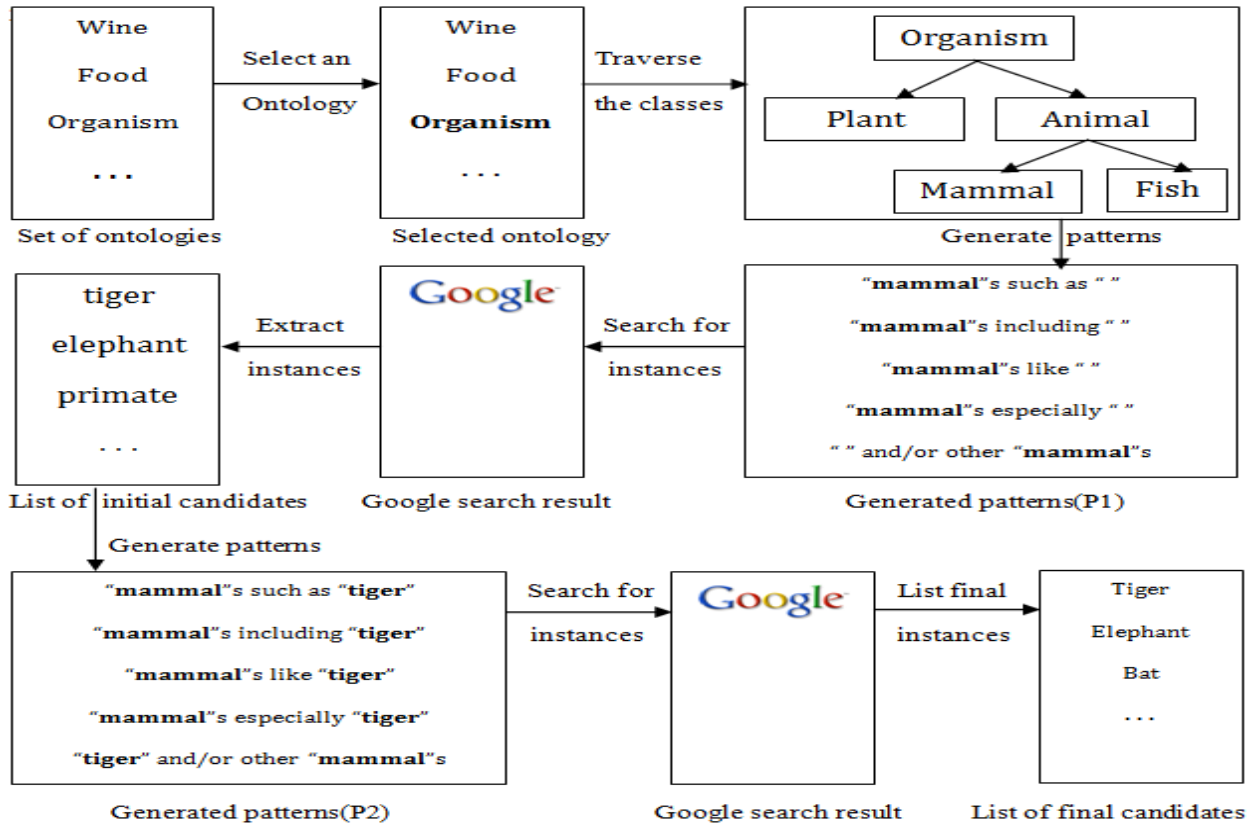 Wine
Food
Organism
...
Set of ontologies
Select an
Ontology
Wine
Food
Organism
...
Selected ontology
Traverse
the classes
Organism
Plant
Animal
Mammal
Fish
Generate patterns
“mammal”s such as “ ”
“mammal”s including “ ”
“mammal”s like “ ”
“mammal”s especially “ ”
“ ” and/or other “mammal”s
Generated patterns(P1)
Search for
instances
Google
Google search result
Extract
instances
tiger
elephant
primate
...
List of initial candidates
Generate patterns
“mammal”s such as “tiger”
“mammal”s including “tiger”
“mammal”s like “tiger”
“mammal”s especially “tiger”
“tiger” and/or other “mammal”s
Generated patterns(P2)
Search for
instances
Google
Google search result
List final
instances
Tiger
Elephant
Bat
...
List of final candidates